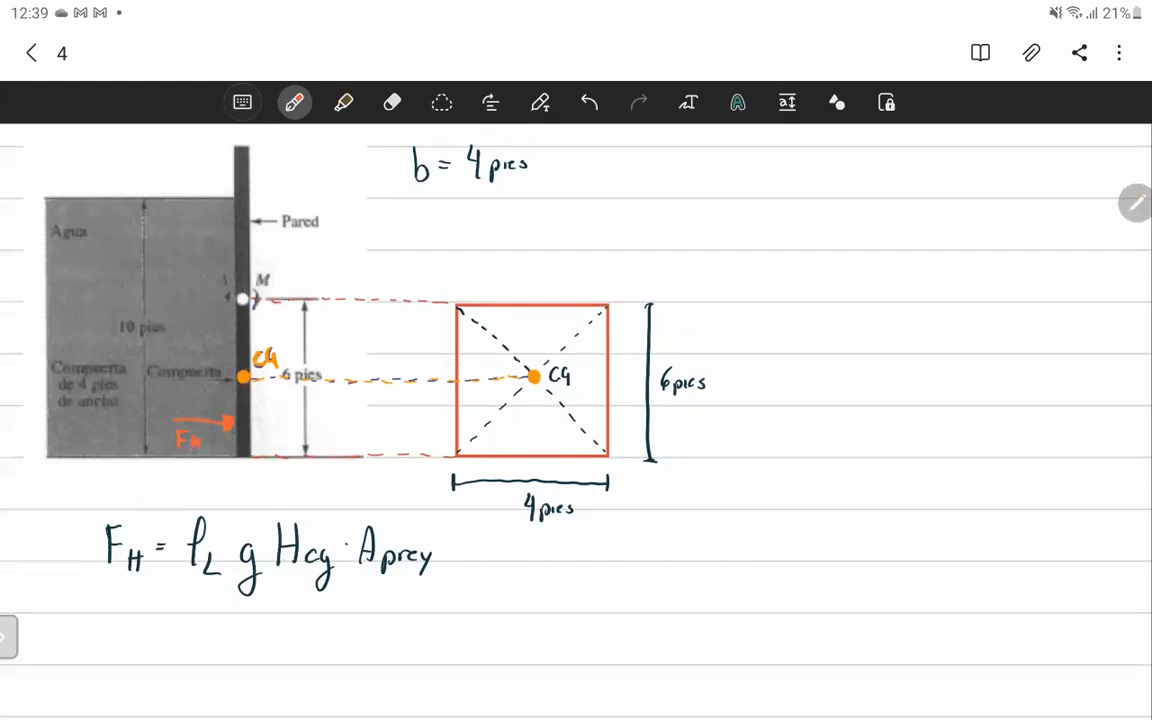 12:39
21%
4
b = 4 pies
Agua
Pared
M
10 pies
CG
Compuerta
de 4 pies
de ancho
Compuerta
6 pies
CG
6 pies
FH
4 pies
FH = ρL g Hcg · Aproy